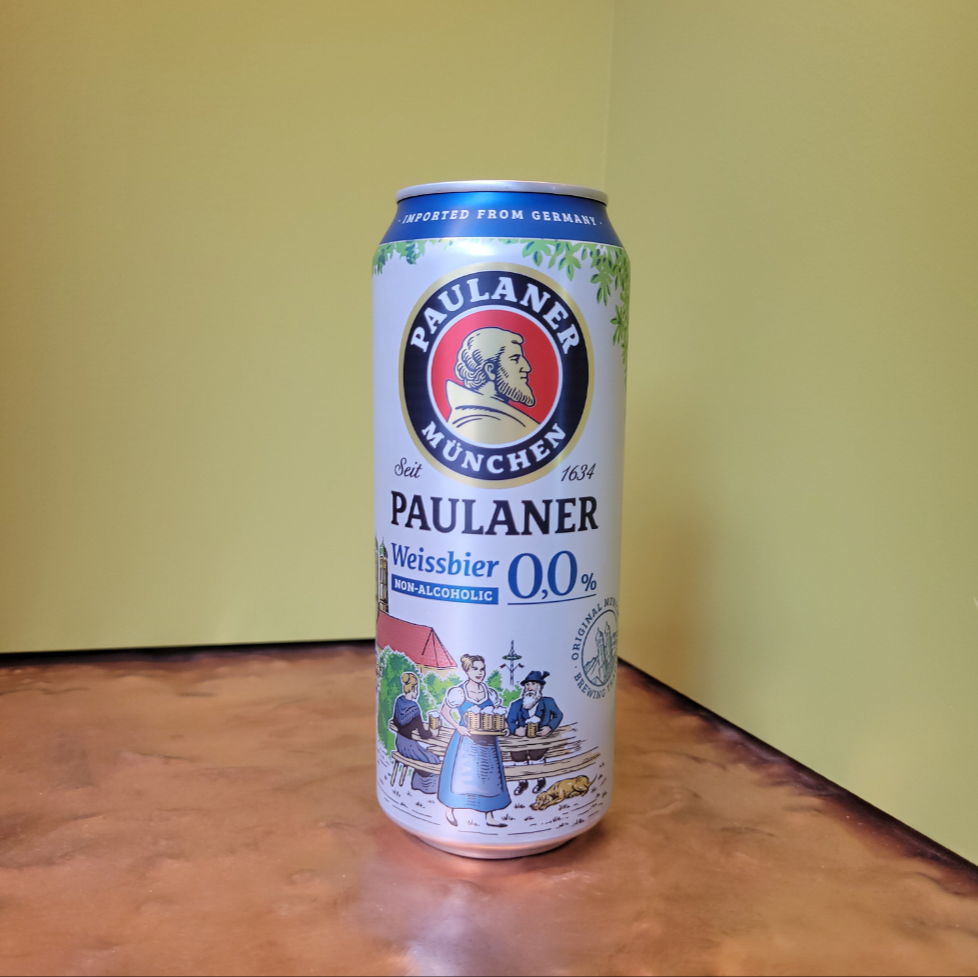 · IMPORTED FROM GERMANY ·
PAULANER
MÜNCHEN
Seit 1634
PAULANER
Weissbier
NON-ALCOHOLIC
0,0%
ORIGINAL
BREWING